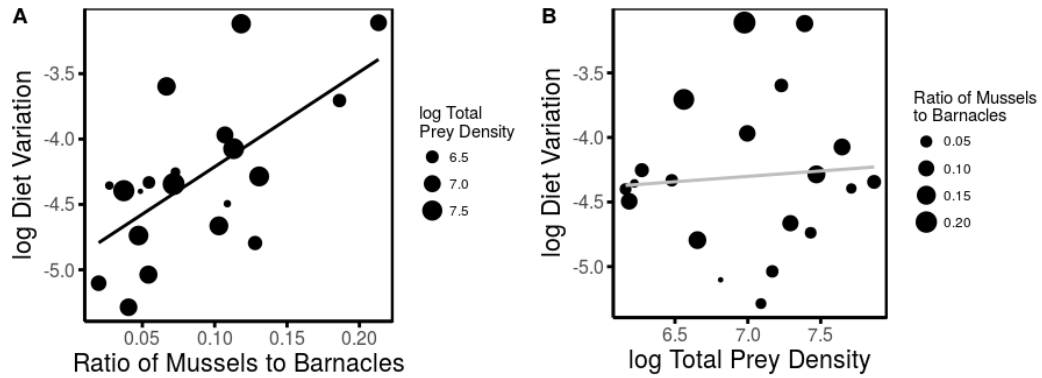 A
log Diet Variation
-3.5
-4.0
-4.5
-5.0
0.05
0.10
0.15
0.20
Ratio of Mussels to Barnacles
log Total
Prey Density
6.5
7.0
7.5
B
log Diet Variation
-3.5
-4.0
-4.5
-5.0
6.5
7.0
7.5
log Total Prey Density
Ratio of Mussels
to Barnacles
0.05
0.10
0.15
0.20